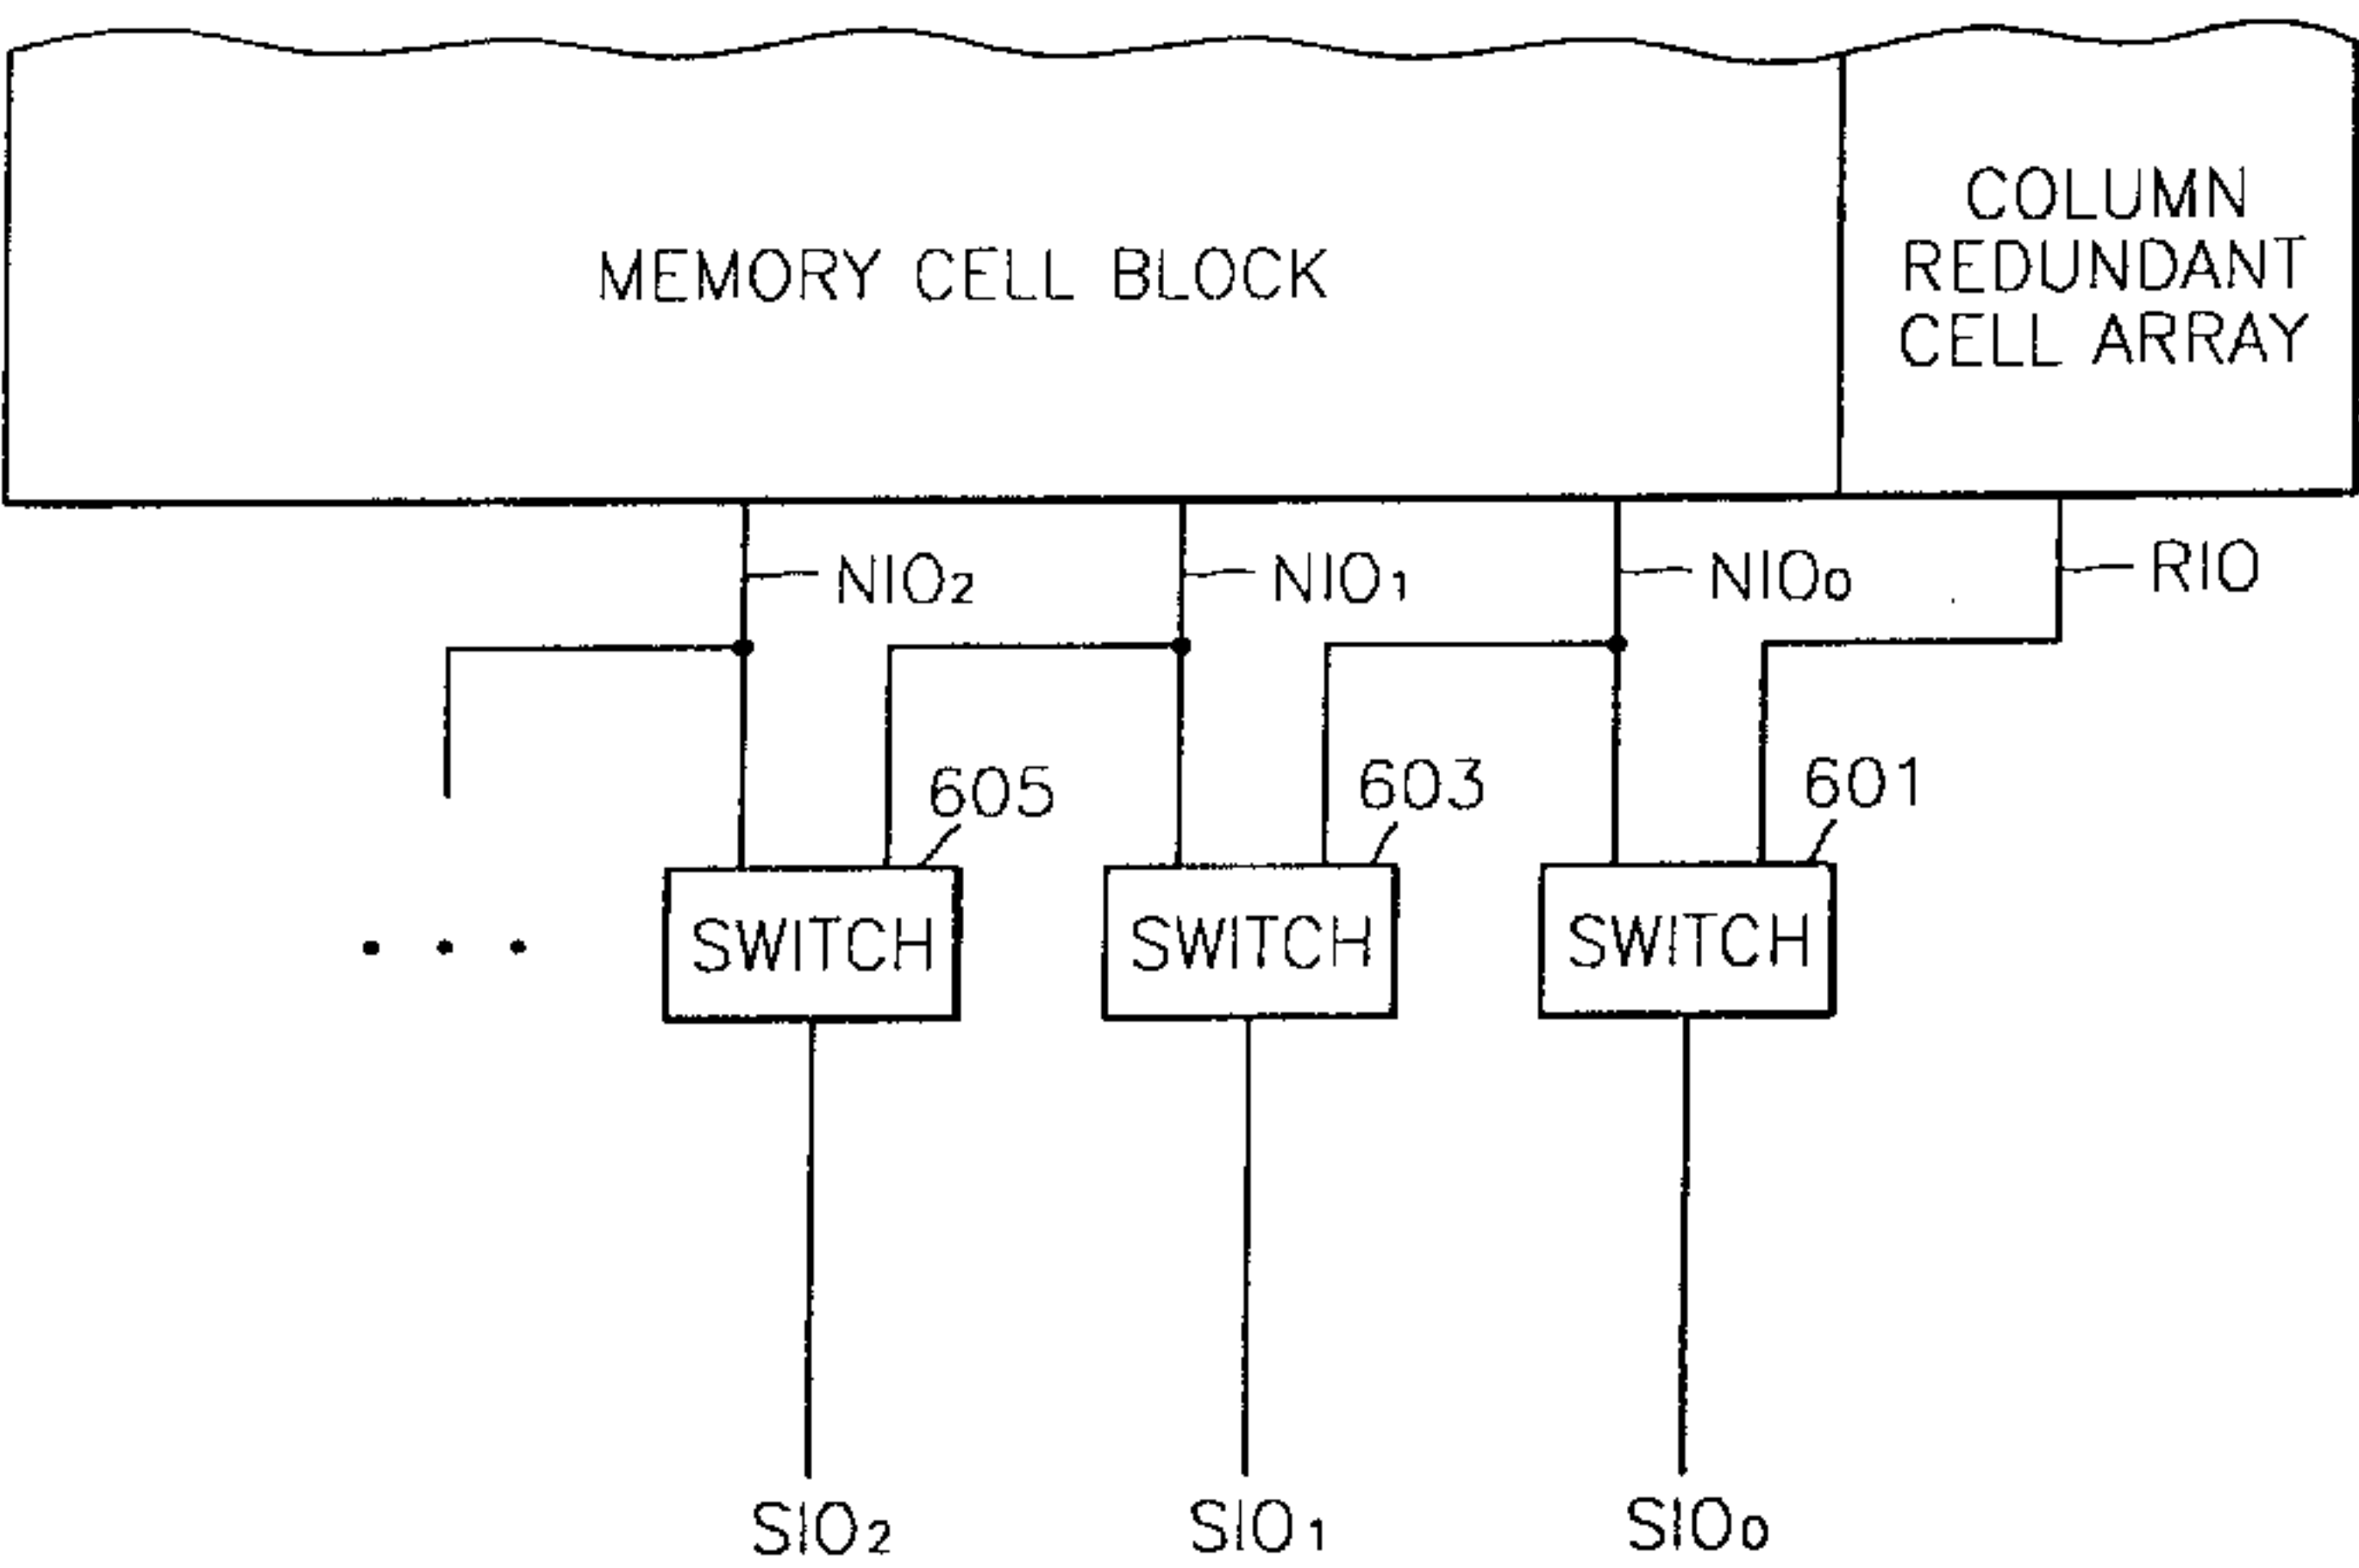 MEMORY CELL BLOCK
COLUMN
REDUNDANT
CELL ARRAY
NIO2
NIO1
NIO0
RIO
605
603
601
SWITCH
SWITCH
SWITCH
SIO2
SIO1
SIO0